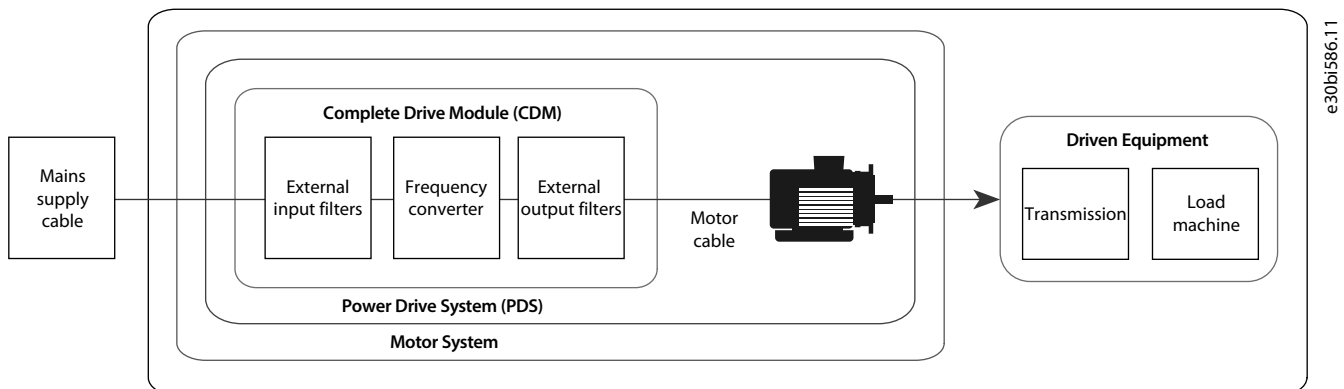 Complete Drive Module (CDM)
Mains
supply
cable
External
input filters
Frequency
converter
External
output filters
Motor
cable
Driven Equipment
Transmission
Load
machine
Power Drive System (PDS)
Motor System
e30bi586.11